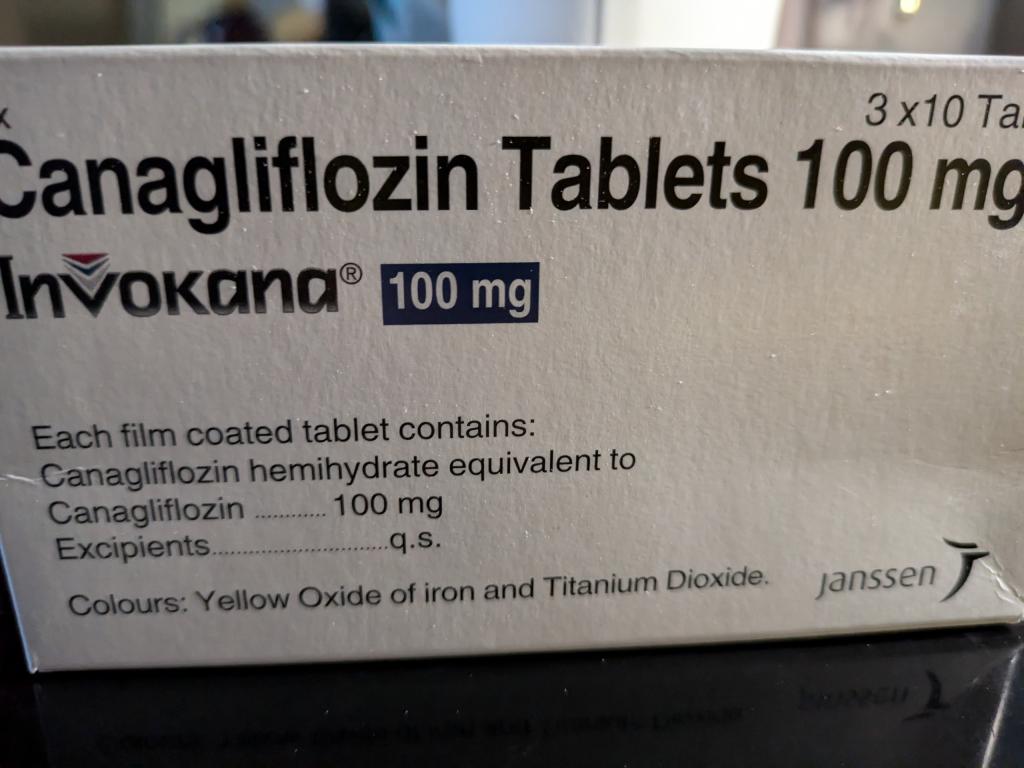 3 x10 Ta
Canagliflozin Tablets 100 mg
Invokana® 100 mg
Each film coated tablet contains:
Canagliflozin hemihydrate equivalent to
Canagliflozin ............ 100 mg
Excipients..............................q.s.
Colours: Yellow Oxide of iron and Titanium Dioxide.
janssen